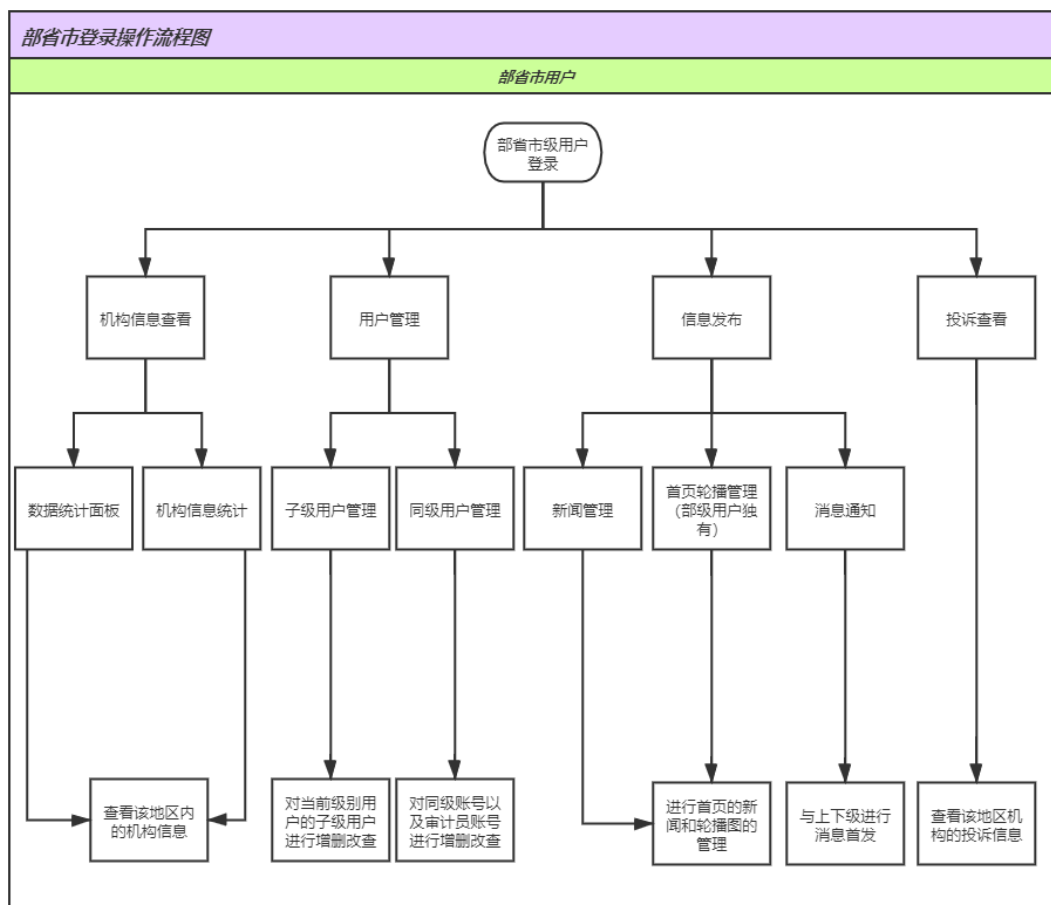 部省市登录操作流程图
部省市用户
部省市级用户
登录
机构信息查看
用户管理
信息发布
投诉查看
数据统计面板
机构信息统计
子级用户管理
同级用户管理
新闻管理
首页轮播管理
（部级用户独
有）
消息通知
查看该地区内
的机构信息
对当前级别用
户的子级用户
进行增删改查
对同级账号以
及审计员账号
进行增删改查
进行首页的新
闻和轮播图的
管理
与上下级进行
消息首发
查看该地区机
构的投诉信息